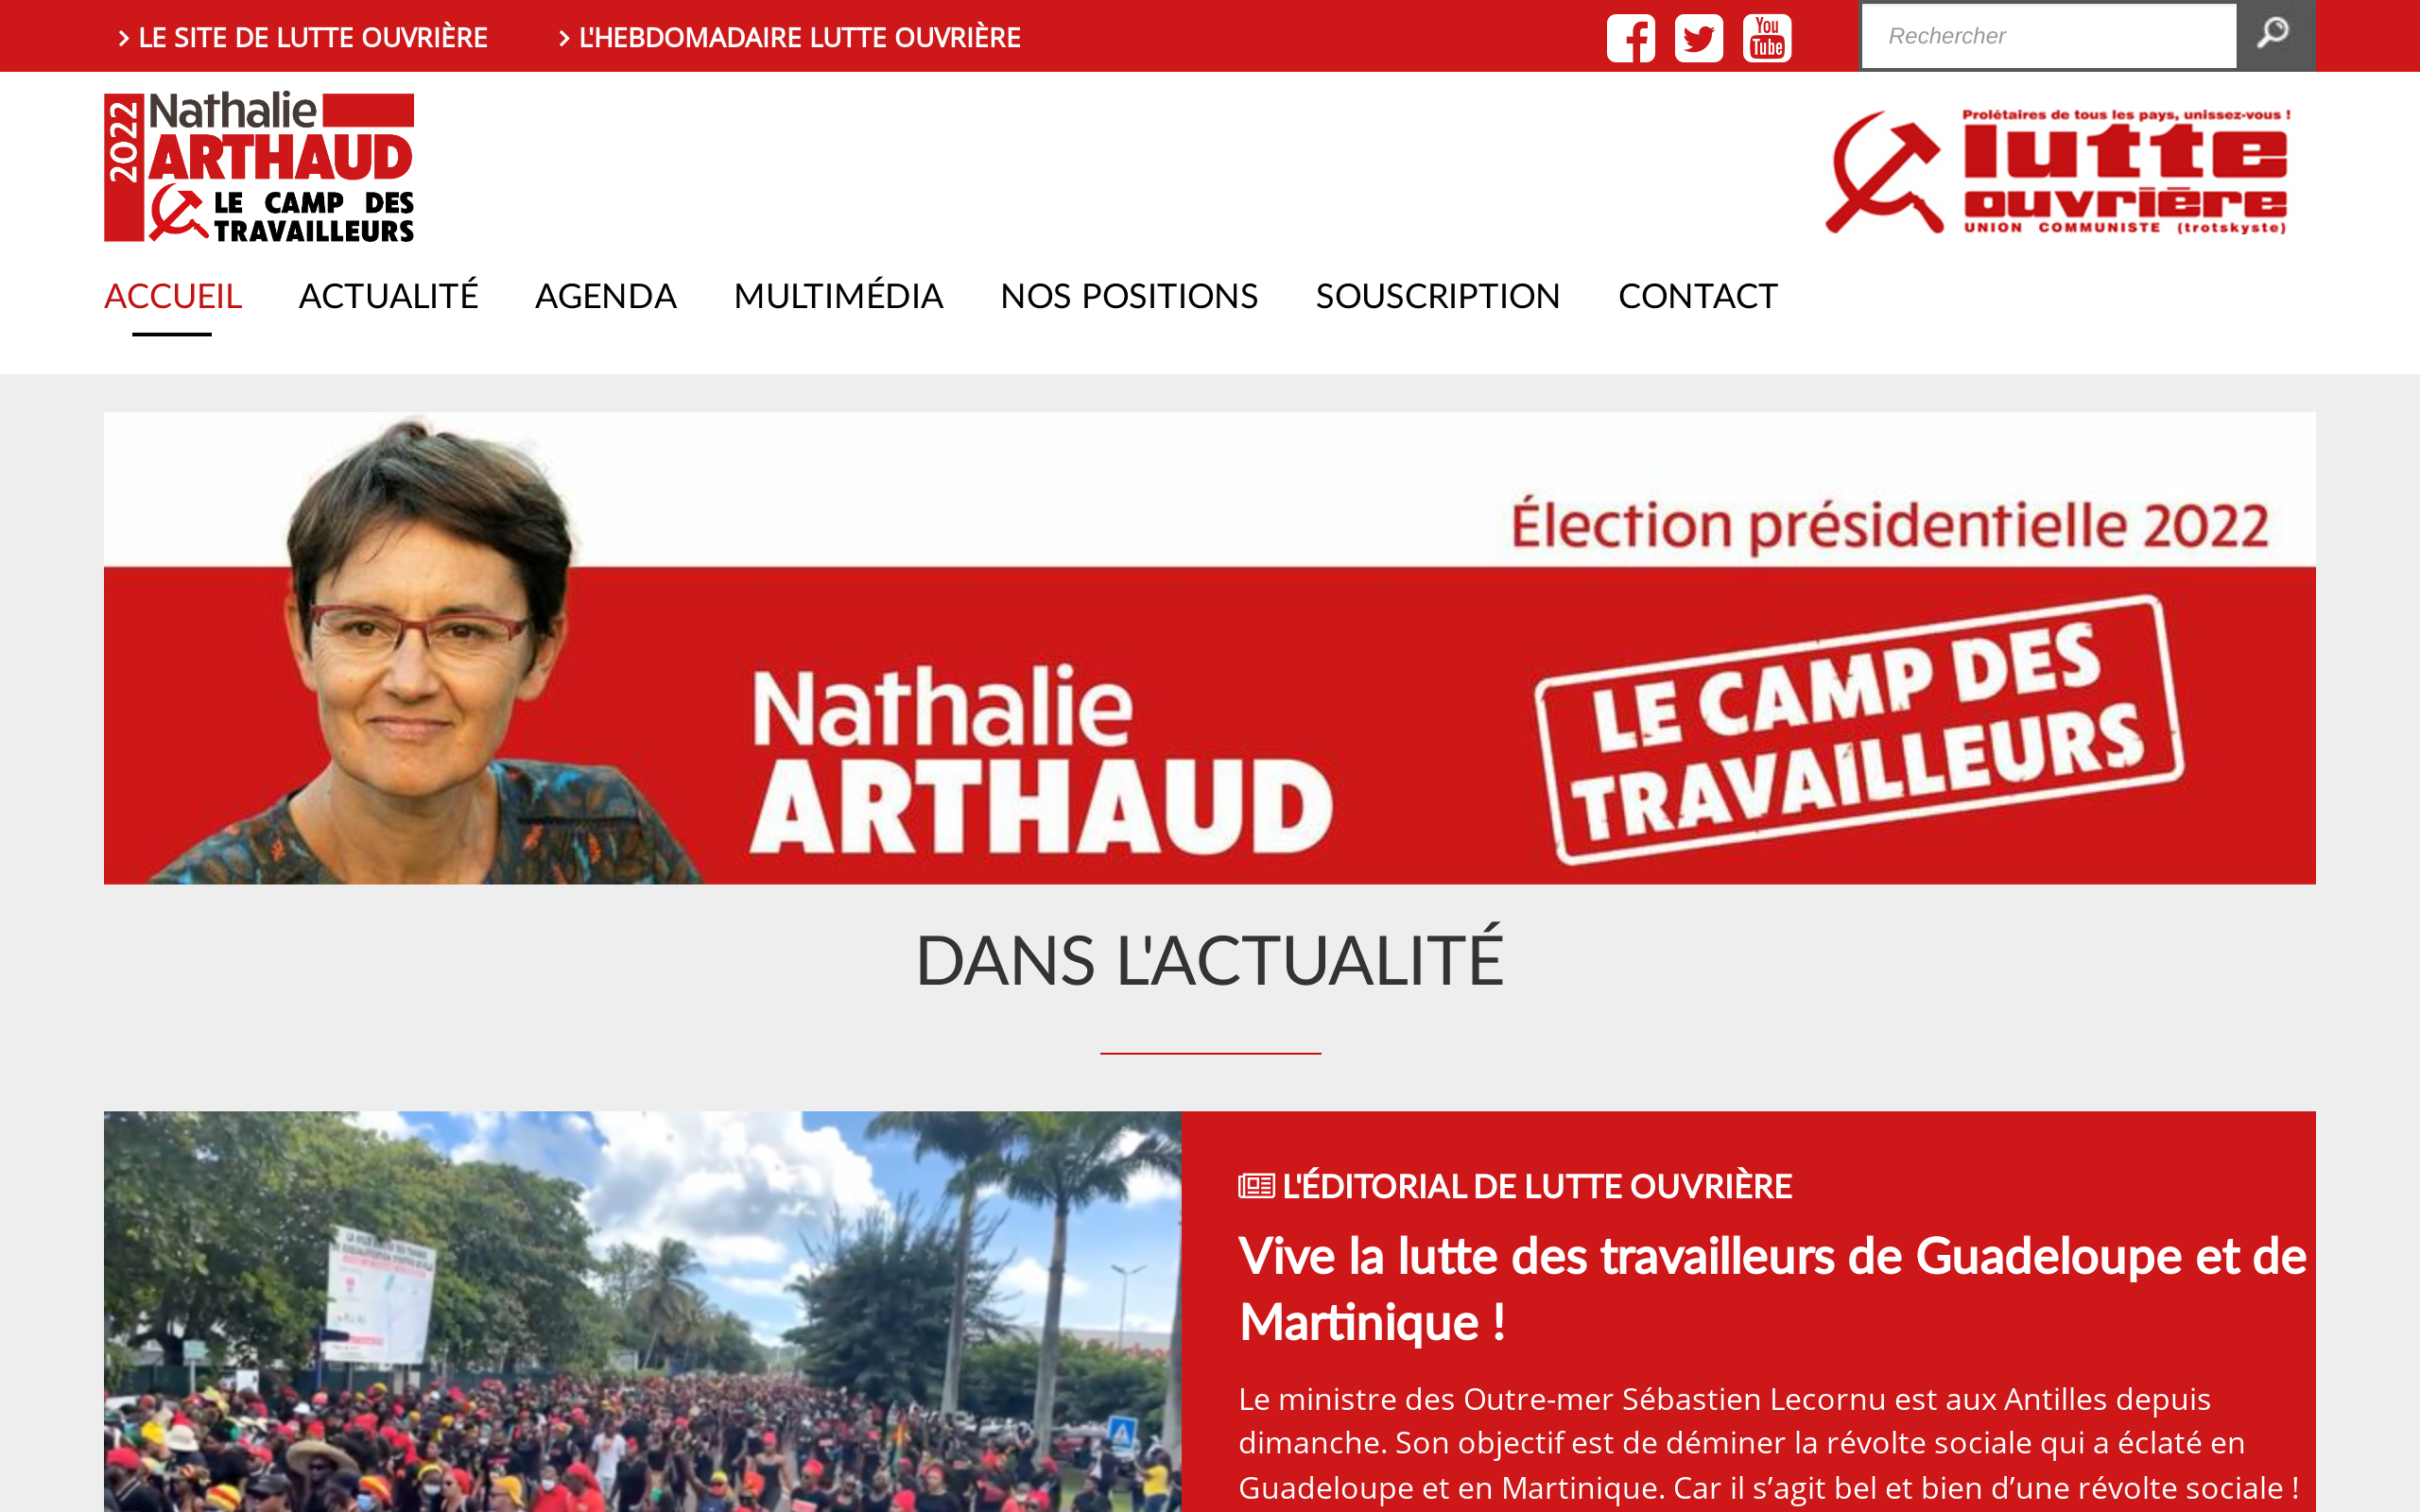 LE SITE DE LUTTE OUVRIÈRE
L'HEBDOMADAIRE LUTTE OUVRIÈRE
You
Tube
Rechercher
2022
Nathalie
ARTHAUD
LE CAMP DES
TRAVAILLEURS
Prolétaires de tous les pays, unissez-vous !
lutte
ouvrière
UNION COMMUNISTE (trotskyste)
ACCUEIL
ACTUALITÉ
AGENDA
MULTIMÉDIA
NOS POSITIONS
SOUSCRIPTION
CONTACT
Élection présidentielle 2022
Nathalie
ARTHAUD
LE CAMP DES
TRAVAILLEURS
DANS L'ACTUALITÉ
L'ÉDITORIAL DE LUTTE OUVRIÈRE
Vive la lutte des travailleurs de Guadeloupe et de
Martinique !
Le ministre des Outre-mer Sébastien Lecornu est aux Antilles depuis
dimanche. Son objectif est de déminer la révolte sociale qui a éclaté en
Guadeloupe et en Martinique. Car il s’agit bel et bien d’une révolte sociale !